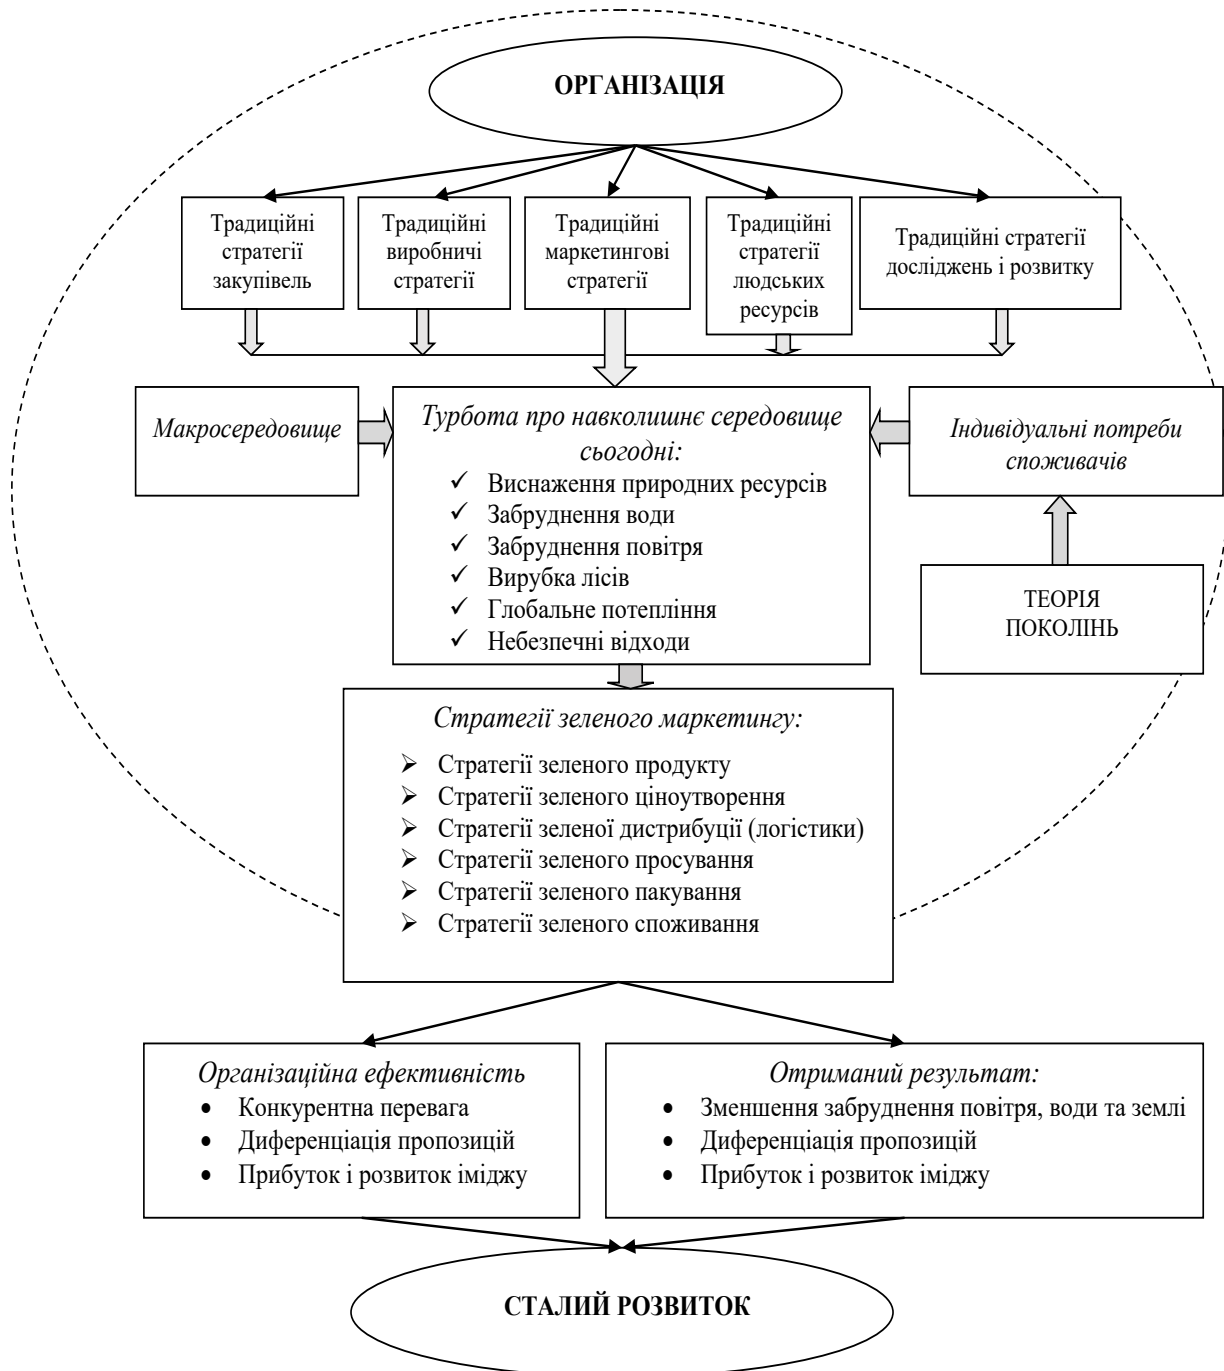 ОРГАНІЗАЦІЯ
Традиційні
стратегії
закупівель
Традиційні
виробничі
стратегії
Традиційні
маркетингові
стратегії
Традиційні
стратегії
людських
ресурсів
Традиційні стратегії
досліджень і розвитку
Макросередовище
Турбота про навколишнє середовище
сьогодні:
✓ Виснаження природних ресурсів
✓ Забруднення води
✓ Забруднення повітря
✓ Вирубка лісів
✓ Глобальне потепління
✓ Небезпечні відходи
Індивідуальні потреби
споживачів
ТЕОРІЯ
ПОКОЛІНЬ
Стратегії зеленого маркетингу:
➢ Стратегії зеленого продукту
➢ Стратегії зеленого ціноутворення
➢ Стратегії зеленої дистрибуції (логістики)
➢ Стратегії зеленого просування
➢ Стратегії зеленого пакування
➢ Стратегії зеленого споживання
Організаційна ефективність
• Конкурентна перевага
• Диференціація пропозицій
• Прибуток і розвиток іміджу
Отриманий результат:
• Зменшення забруднення повітря, води та землі
• Диференціація пропозицій
• Прибуток і розвиток іміджу
СТАЛИЙ РОЗВИТОК